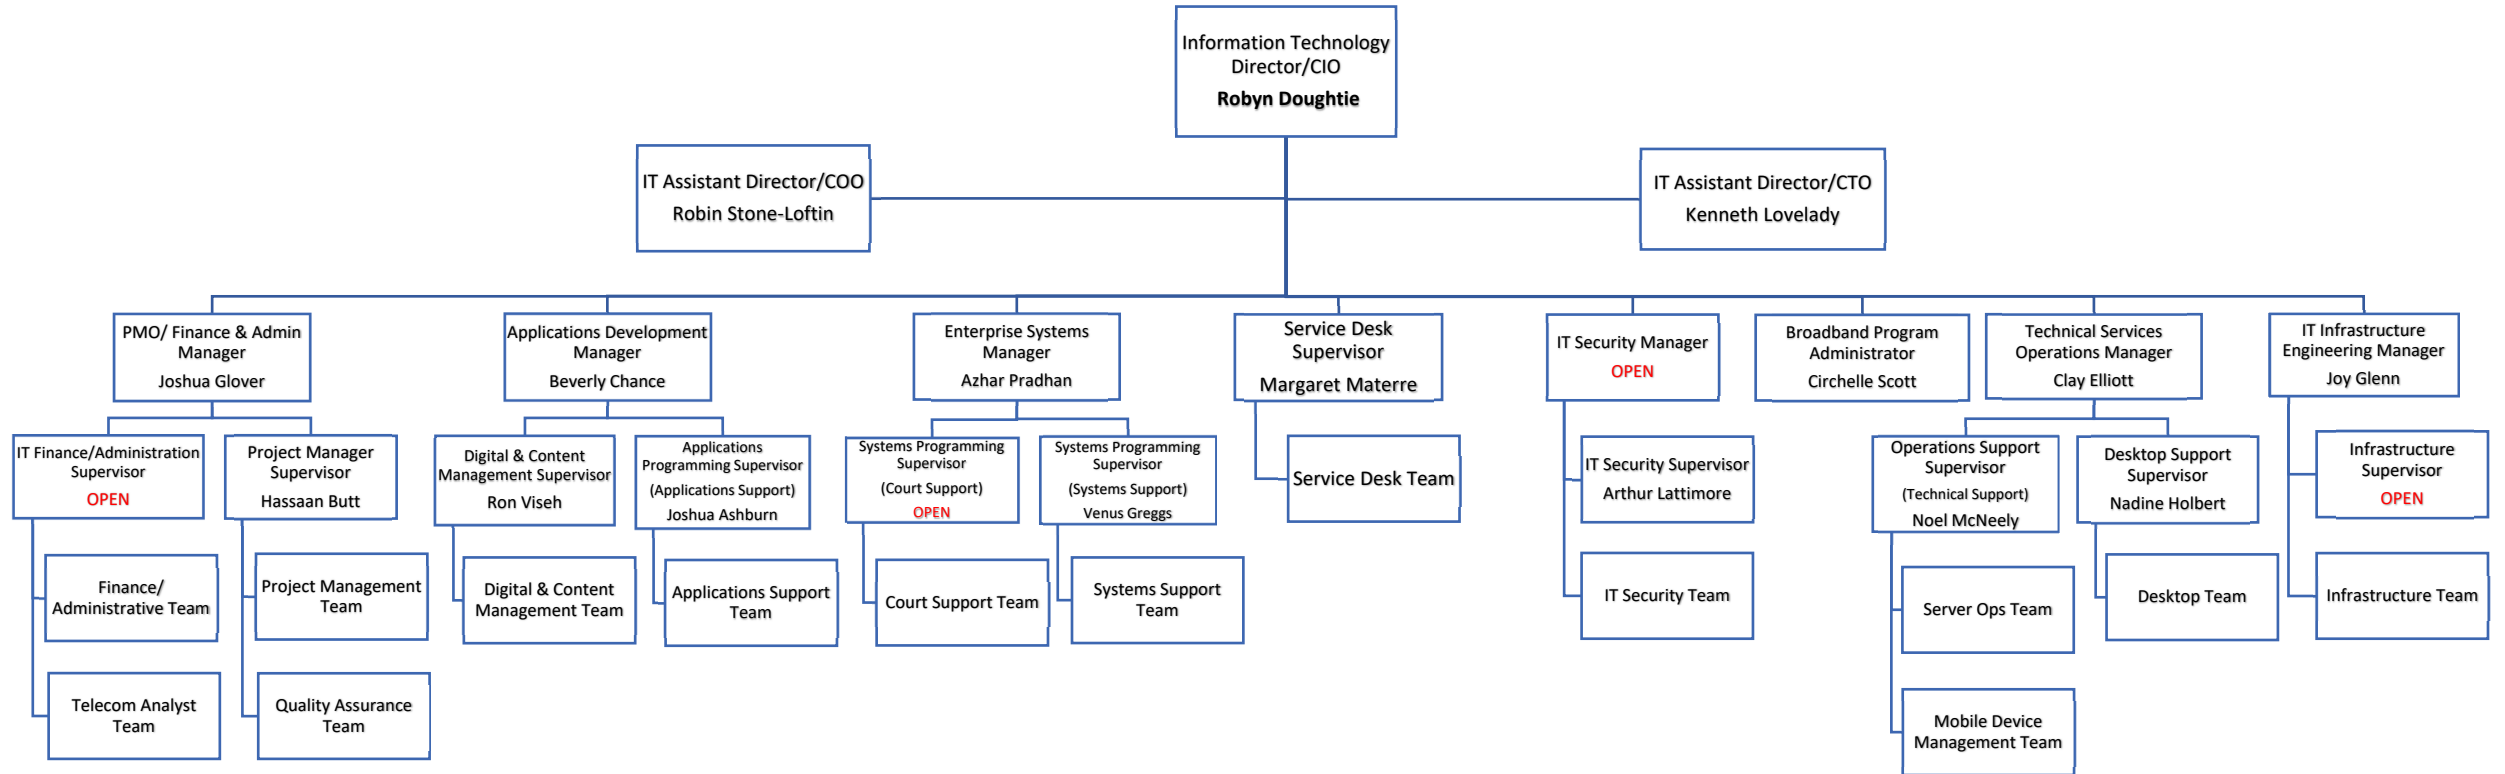 Information Technology
Director/CIO
Robyn Doughtie
IT Assistant Director/COO
Robin Stone-Loftin
IT Assistant Director/CTO
Kenneth Lovelady
PMO/ Finance & Admin
Manager
Joshua Glover
Applications Development
Manager
Beverly Chance
Enterprise Systems
Manager
Azhar Pradhan
Service Desk
Supervisor
Margaret Materre
IT Security Manager
OPEN
Broadband Program
Administrator
Circhelle Scott
Technical Services
Operations Manager
Clay Elliott
IT Infrastructure
Engineering Manager
Joy Glenn
IT Finance/Administration
Supervisor
OPEN
Project Manager
Supervisor
Hassaan Butt
Digital & Content
Management Supervisor
Ron Viseh
Applications
Programming Supervisor
(Applications Support)
Joshua Ashburn
Systems Programming
Supervisor
(Court Support)
OPEN
Systems Programming
Supervisor
(Systems Support)
Venus Greggs
Service Desk Team
IT Security Supervisor
Arthur Lattimore
Operations Support
Supervisor
(Technical Support)
Noel McNeely
Desktop Support
Supervisor
Nadine Holbert
Infrastructure
Supervisor
OPEN
Finance/
Administrative Team
Project Management
Team
Digital & Content
Management Team
Applications Support
Team
Court Support Team
Systems Support
Team
IT Security Team
Server Ops Team
Desktop Team
Infrastructure Team
Telecom Analyst
Team
Quality Assurance
Team
Mobile Device
Management Team